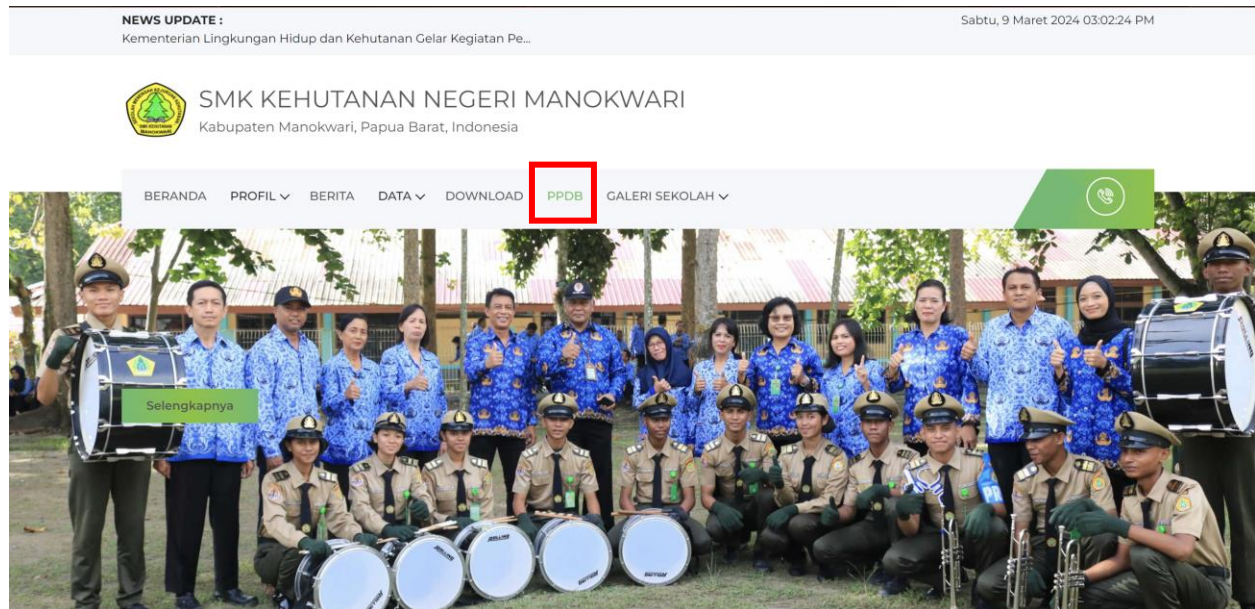 NEWS UPDATE :
Kementerian Lingkungan Hidup dan Kehutanan Gelar Kegiatan Pe...
Sabtu, 9 Maret 2024 03:02:24 PM
SMK KEHUTANAN NEGERI MANOKWARI
Kabupaten Manokwari, Papua Barat, Indonesia
BERANDA PROFIL BERITA DATA DOWNLOAD PPDB GALERI SEKOLAH
Selengkapnya